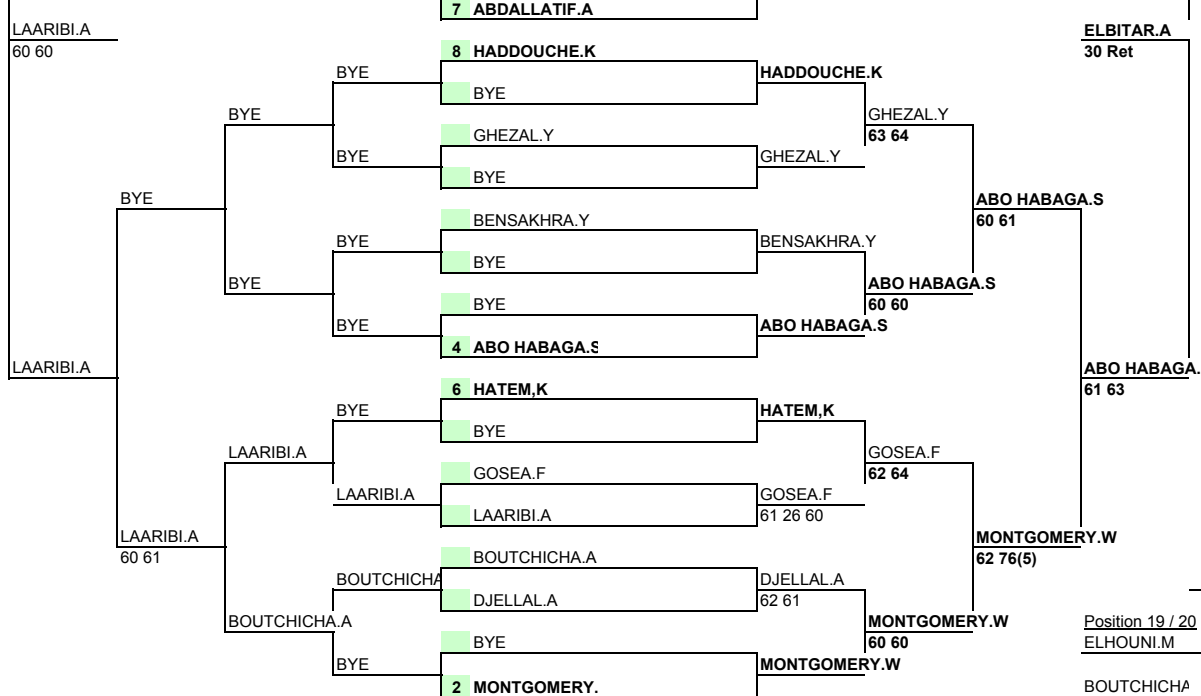 7 ABDALLATIF.A
LAARIBI.A ELBITAR.A
60 60 30 Ret
8 HADDOUCHE.K
BYE HADDOUCHE.K
BYE
BYE GHEZAL.Y
GHEZAL.Y 63 64
BYE GHEZAL.Y
BYE
BYE ABO HABAGA.S
BENSAKHRA.Y 60 61
BYE BENSAKHRA.Y
BYE
BYE ABO HABAGA.S
BYE 60 60
BYE ABO HABAGA.S
4 ABO HABAGA.S
LAARIBI.A ABO HABAGA.
6 HATEM,K 61 63
BYE HATEM,K
BYE
LAARIBI.A GOSEA.F
GOSEA.F 62 64
LAARIBI.A GOSEA.F
LAARIBI.A 61 26 60
LAARIBI.A MONTGOMERY.W
60 61 BOUTCHICHA.A 62 76(5)
BOUTCHICHA DJELLAL.A
DJELLAL.A 62 61
BOUTCHICHA.A MONTGOMERY.W Position 19 / 20
BYE 60 60 ELHOUNI.M
BYE MONTGOMERY.W
2 MONTGOMERY. BOUTCHICHA